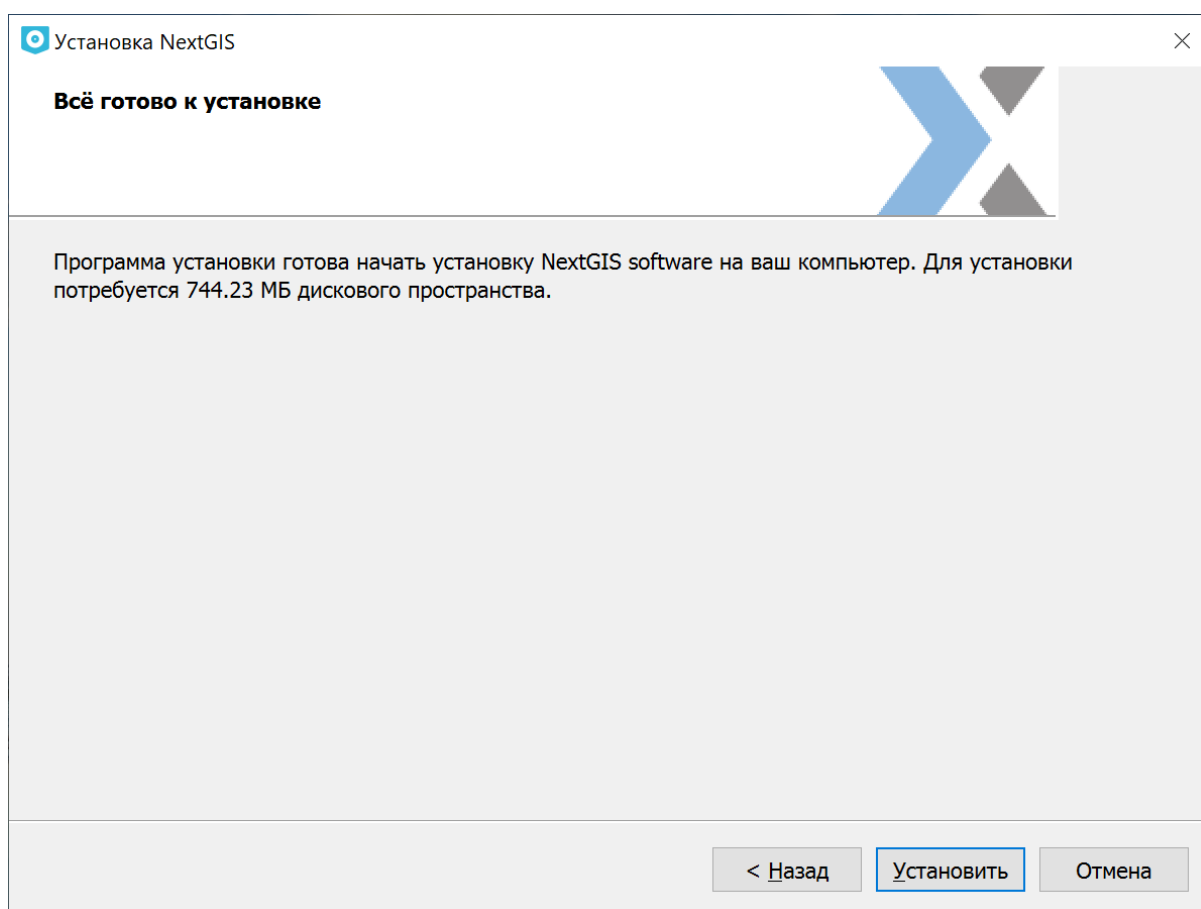 Установка NextGIS
Всё готово к установке
Программа установки готова начать установку NextGIS software на ваш компьютер. Для установки
потребуется 744.23 МБ дискового пространства.
< Назад
Установить
Отмена